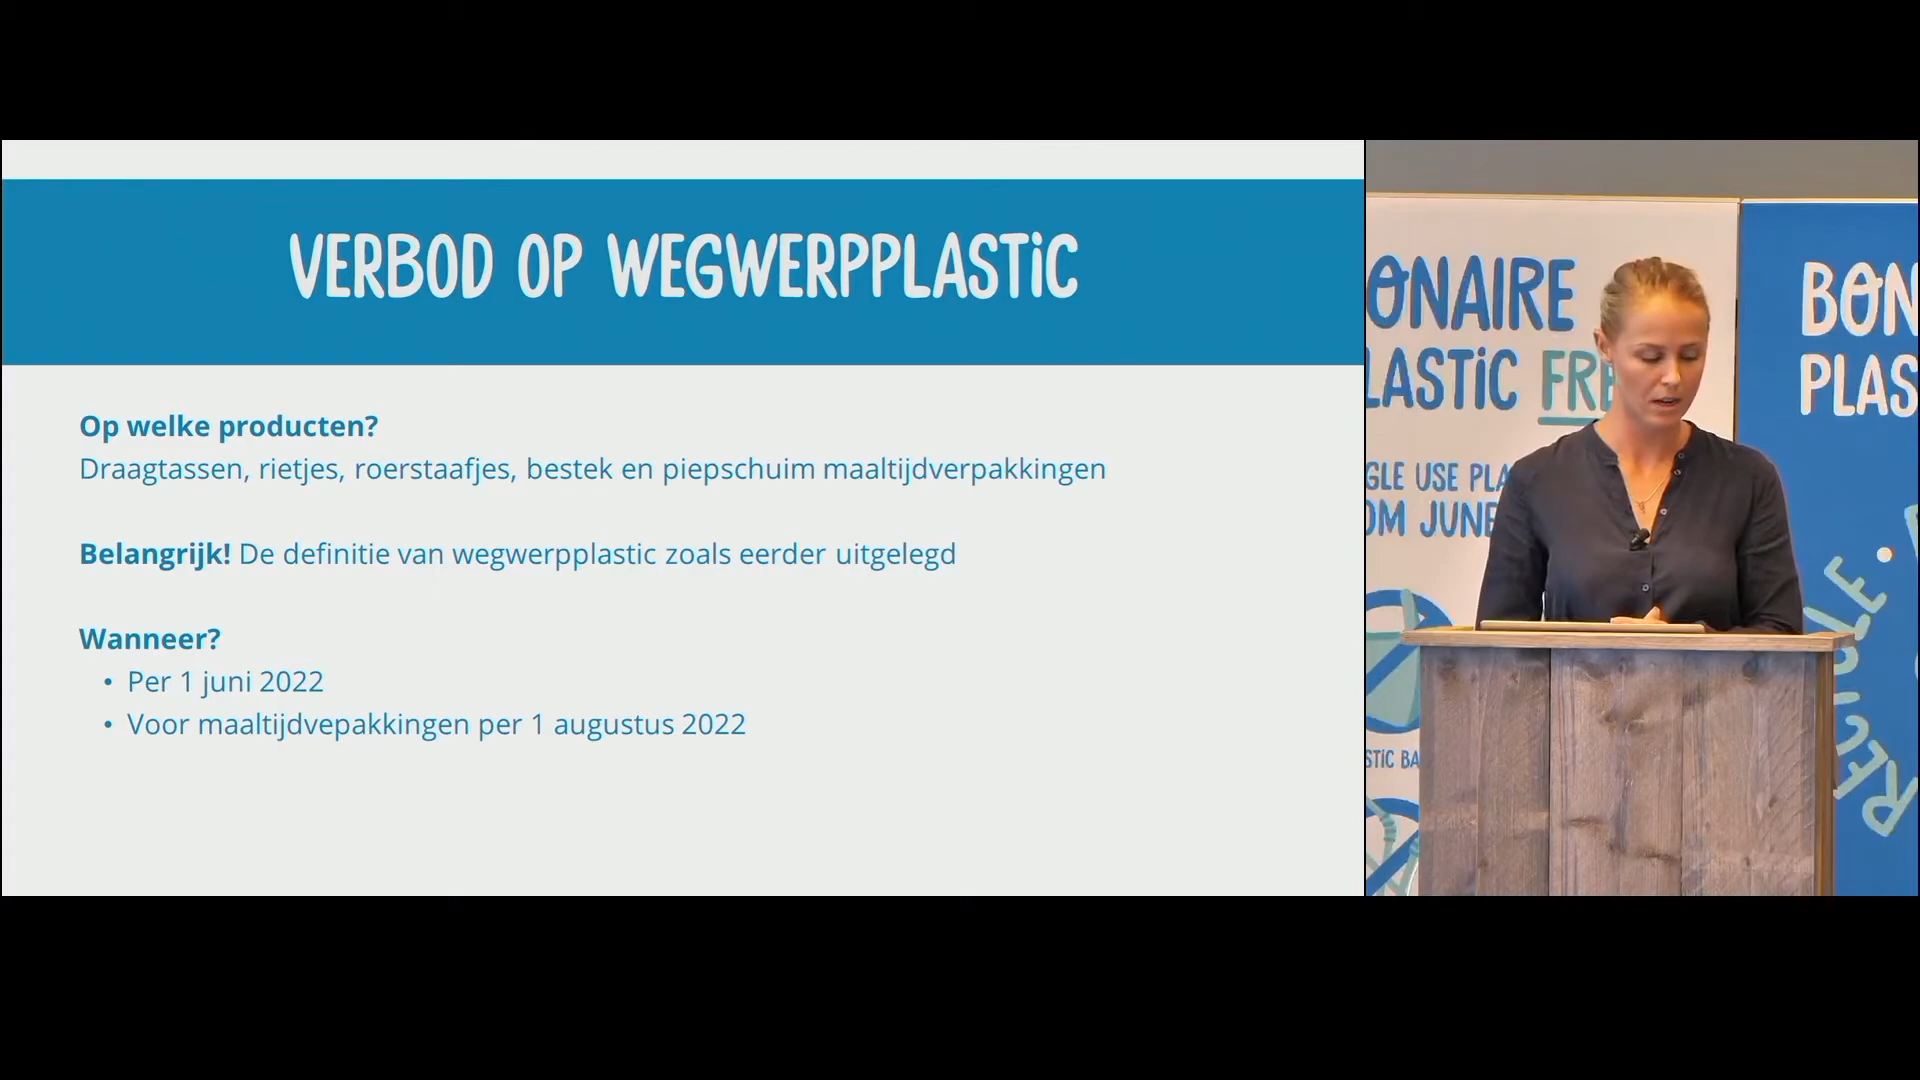 VERBOD OP WEGWERPPLASTiC
Op welke producten?
Draagtassen, rietjes, roerstaafjes, bestek en piepschuim maaltijdverpakkingen
Belangrijk! De definitie van wegwerpplastic zoals eerder uitgelegd
Wanneer?
• Per 1 juni 2022
• Voor maaltijdvepakkingen per 1 augustus 2022
ONAIRE
LASTiC FRE
GLE USE PLA
OM JUNE
STiC BA
BON
PLAS
RECYCLE •